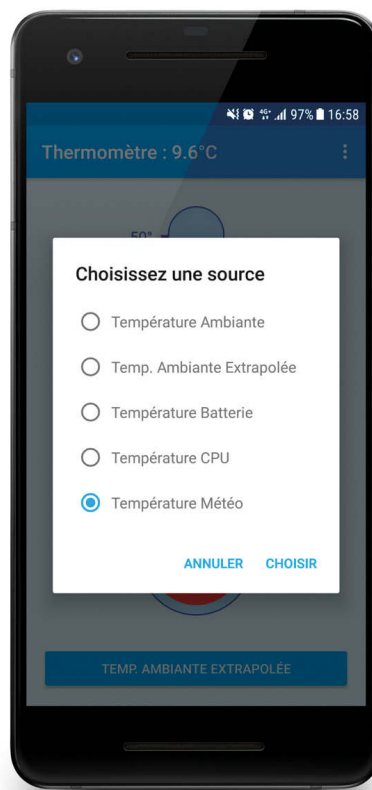 4G+ 97% 16:58
Thermomètre : 9.6°C
50°
Choisissez une source
Température Ambiante
Temp. Ambiante Extrapolée
Température Batterie
Température CPU
Température Météo
ANNULER CHOISIR
TEMP. AMBIANTE EXTRAPOLÉE